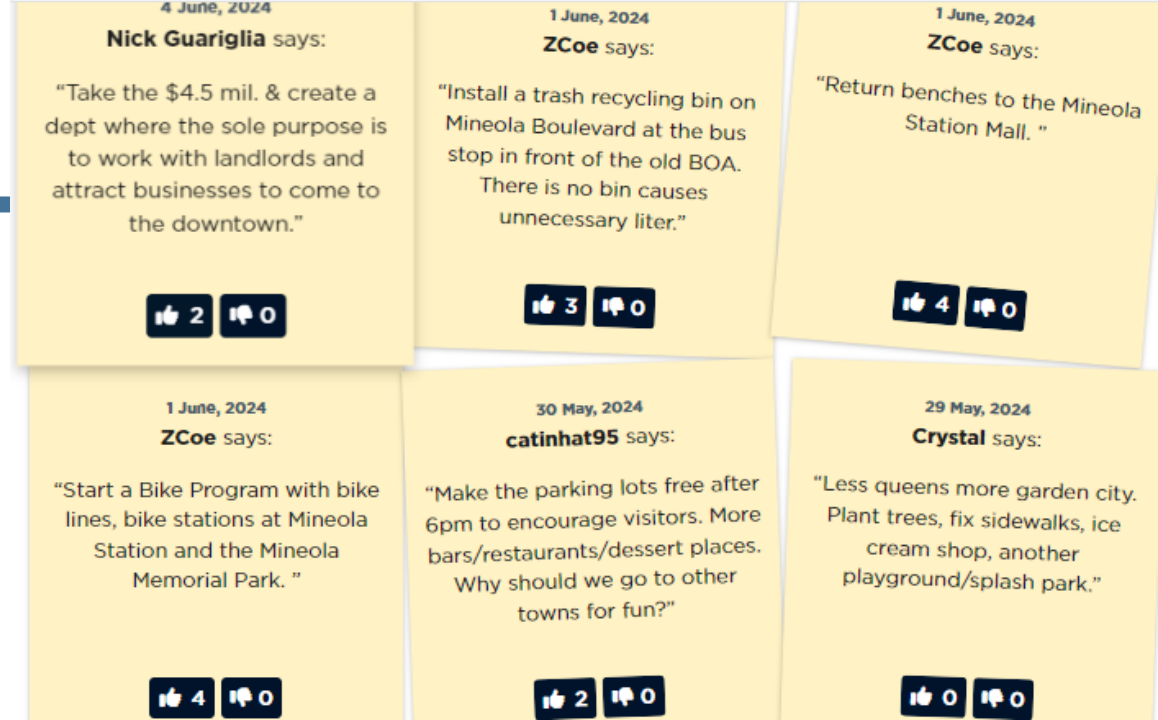 4 June, 2024
Nick Guariglia says:
“Take the $4.5 mil. & create a
dept where the sole purpose is
to work with landlords and
attract businesses to come to
the downtown.”
2
0
1 June, 2024
ZCoe says:
“Install a trash recycling bin on
Mineola Boulevard at the bus
stop in front of the old BOA.
There is no bin causes
unnecessary liter.”
3
0
1 June, 2024
ZCoe says:
“Return benches to the Mineola
Station Mall. ”
4
0
1 June, 2024
ZCoe says:
“Start a Bike Program with bike
lines, bike stations at Mineola
Station and the Mineola
Memorial Park. ”
4
0
30 May, 2024
catinhat95 says:
“Make the parking lots free after
6pm to encourage visitors. More
bars/restaurants/dessert places.
Why should we go to other
towns for fun?”
2
0
29 May, 2024
Crystal says:
“Less queens more garden city.
Plant trees, fix sidewalks, ice
cream shop, another
playground/splash park.”
0
0